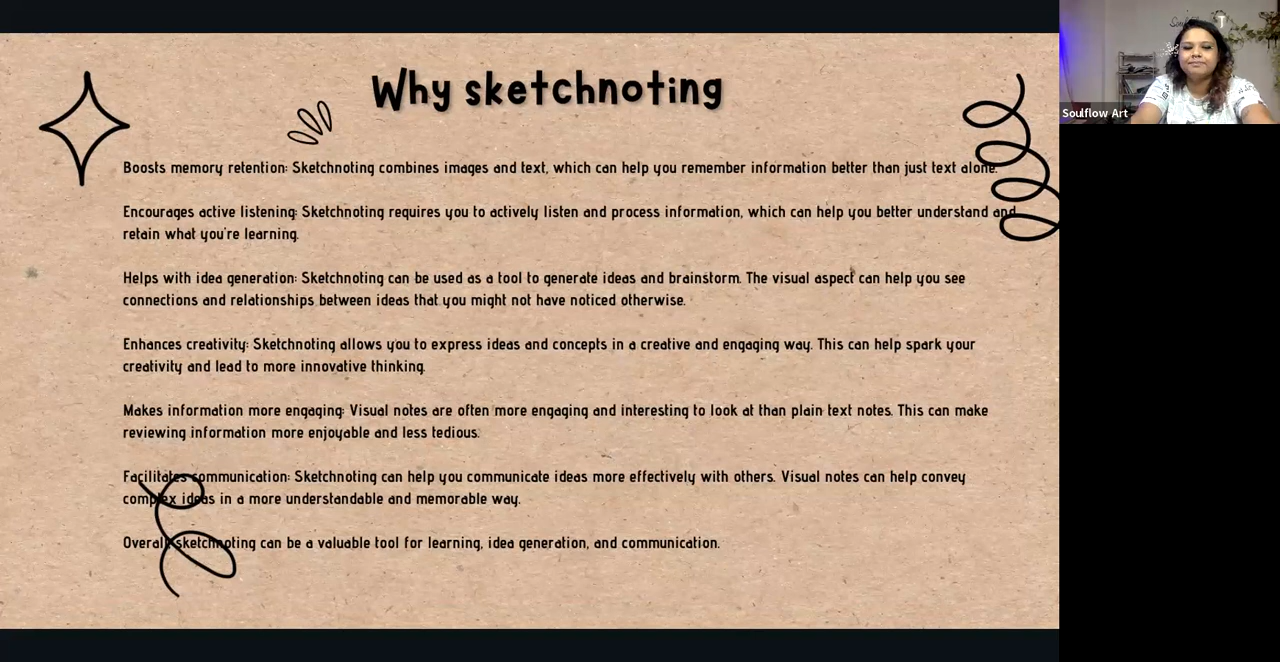 Why sketchnoting
Boosts memory retention: Sketchnoting combines images and text, which can help you remember information better than just text alone.
Encourages active listening: Sketchnoting requires you to actively listen and process information, which can help you better understand and
retain what you're learning.
Helps with idea generation: Sketchnoting can be used as a tool to generate ideas and brainstorm. The visual aspect can help you see
connections and relationships between ideas that you might not have noticed otherwise.
Enhances creativity: Sketchnoting allows you to express ideas and concepts in a creative and engaging way. This can help spark your
creativity and lead to more innovative thinking.
Makes information more engaging: Visual notes are often more engaging and interesting to look at than plain text notes. This can make
reviewing information more enjoyable and less tedious.
Facilitates communication: Sketchnoting can help you communicate ideas more effectively with others. Visual notes can help convey
complex ideas in a more understandable and memorable way.
Overall, sketchnoting can be a valuable tool for learning, idea generation, and communication.
Soulflow Art